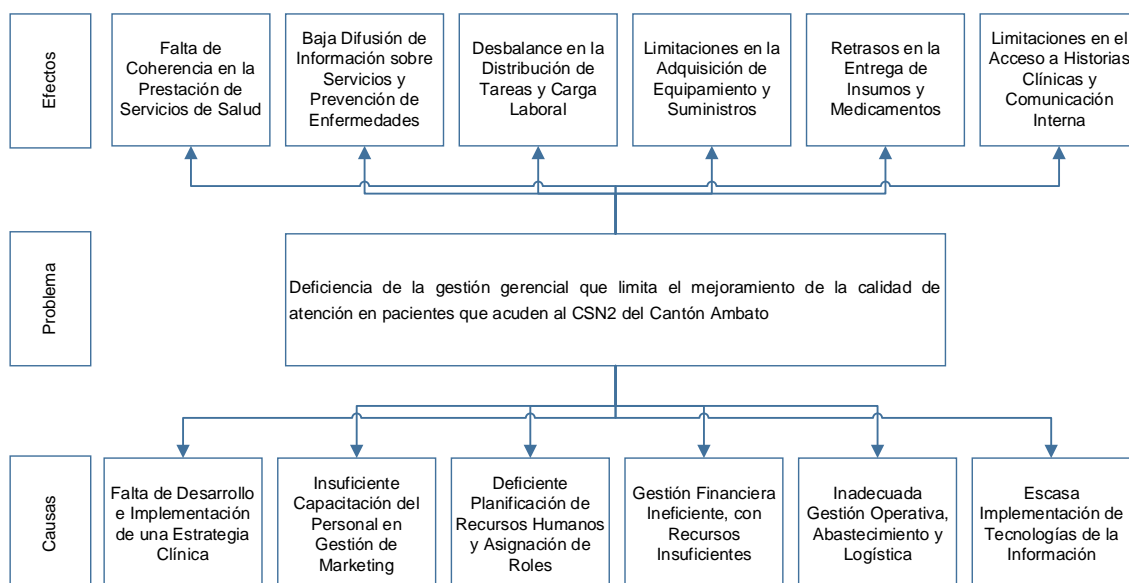 Efectos
Falta de
Coherencia en la
Prestación de
Servicios de Salud
Baja Difusión de
Información sobre
Servicios y
Prevención de
Enfermedades
Desbalance en la
Distribución de
Tareas y Carga
Laboral
Limitaciones en la
Adquisición de
Equipamiento y
Suministros
Retrasos en la
Entrega de
Insumos y
Medicamentos
Limitaciones en el
Acceso a Historias
Clínicas y
Comunicación
Interna
Problema
Deficiencia de la gestión gerencial que limita el mejoramiento de la calidad de
atención en pacientes que acuden al CSN2 del Cantón Ambato
Causas
Falta de Desarrollo
e Implementación
de una Estrategia
Clínica
Insuficiente
Capacitación del
Personal en
Gestión de
Marketing
Deficiente
Planificación de
Recursos Humanos
y Asignación de
Roles
Gestión Financiera
Ineficiente, con
Recursos
Insuficientes
Inadecuada
Gestión Operativa,
Abastecimiento y
Logística
Escasa
Implementación de
Tecnologías de la
Información